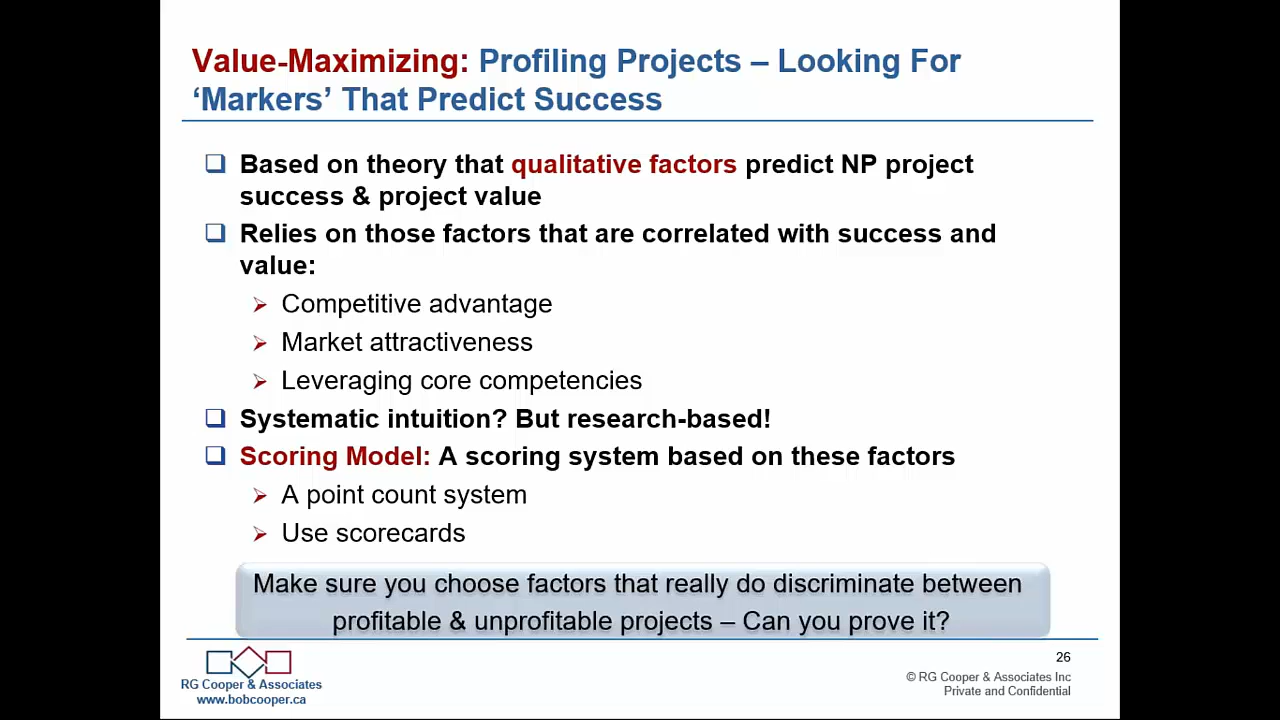 Value-Maximizing: Profiling Projects – Looking For
‘Markers’ That Predict Success
Based on theory that qualitative factors predict NP project
success & project value
Relies on those factors that are correlated with success and
value:
Competitive advantage
Market attractiveness
Leveraging core competencies
Systematic intuition? But research-based!
Scoring Model: A scoring system based on these factors
A point count system
Use scorecards
Make sure you choose factors that really do discriminate between
profitable & unprofitable projects – Can you prove it?
RG Cooper & Associates
www.bobcooper.ca
26
© RG Cooper & Associates Inc
Private and Confidential